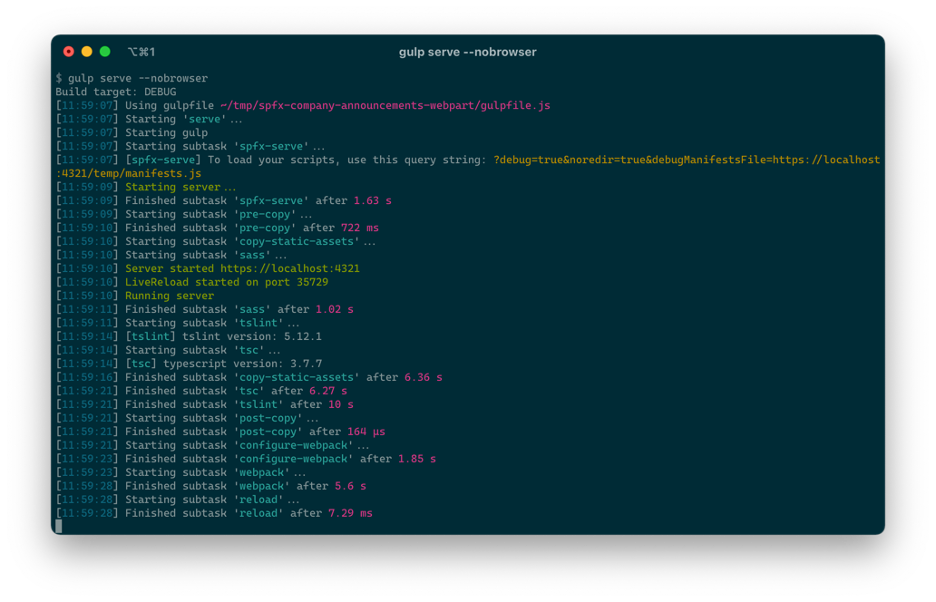 ⌥⌘1
gulp serve --nobrowser
$ gulp serve --nobrowser
Build target: DEBUG
[11:59:07] Using gulpfile ~/tmp/spfx-company-announcements-webpart/gulpfile.js
[11:59:07] Starting 'serve'...
[11:59:07] Starting gulp
[11:59:07] Starting subtask 'spfx-serve'...
[11:59:07] [spfx-serve] To load your scripts, use this query string: ?debug=true&noredir=true&debugManifestsFile=https://localhost
:4321/temp/manifests.js
[11:59:09] Starting server...
[11:59:09] Finished subtask 'spfx-serve' after 1.63 s
[11:59:09] Starting subtask 'pre-copy'...
[11:59:10] Finished subtask 'pre-copy' after 722 ms
[11:59:10] Starting subtask 'copy-static-assets'...
[11:59:10] Starting subtask 'sass'...
[11:59:10] Server started https://localhost:4321
[11:59:10] LiveReload started on port 35729
[11:59:10] Running server
[11:59:11] Finished subtask 'sass' after 1.02 s
[11:59:11] Starting subtask 'tslint'...
[11:59:14] [tslint] tslint version: 5.12.1
[11:59:14] Starting subtask 'tsc'...
[11:59:14] [tsc] typescript version: 3.7.7
[11:59:16] Finished subtask 'copy-static-assets' after 6.36 s
[11:59:21] Finished subtask 'tsc' after 6.27 s
[11:59:21] Finished subtask 'tslint' after 10 s
[11:59:21] Starting subtask 'post-copy'...
[11:59:21] Finished subtask 'post-copy' after 164 μs
[11:59:21] Starting subtask 'configure-webpack'...
[11:59:23] Finished subtask 'configure-webpack' after 1.85 s
[11:59:23] Starting subtask 'webpack'...
[11:59:28] Finished subtask 'webpack' after 5.6 s
[11:59:28] Starting subtask 'reload'...
[11:59:28] Finished subtask 'reload' after 7.29 ms